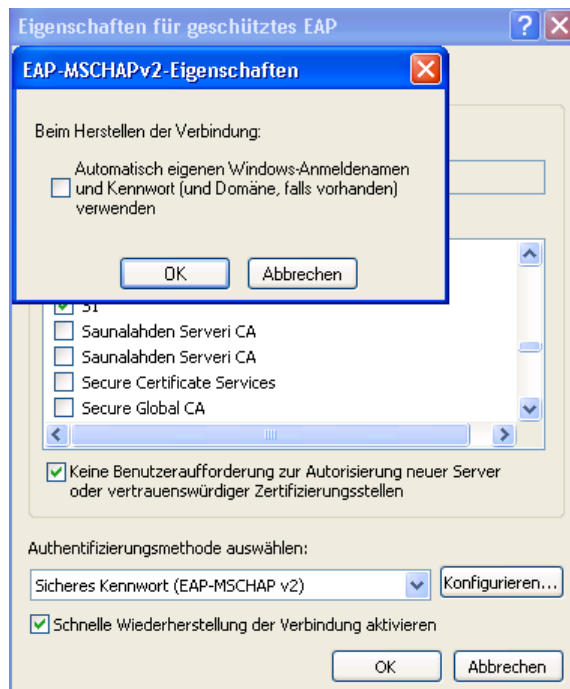 Eigenschaften für geschütztes EAP
EAP-MSCHAPv2-Eigenschaften
Beim Herstellen der Verbindung:
Automatisch eigenen Windows-Anmeldenamen
und Kennwort (und Domäne, falls vorhanden)
verwenden
OK
Abbrechen
Saunalahden Serveri CA
Saunalahden Serveri CA
Secure Certificate Services
Secure Global CA
Keine Benutzeraufforderung zur Autorisierung neuer Server
oder vertrauenswürdiger Zertifizierungsstellen
Authentifizierungsmethode auswählen:
Sicheres Kennwort (EAP-MSCHAP v2)
Konfigurieren...
Schnelle Wiederherstellung der Verbindung aktivieren
OK
Abbrechen